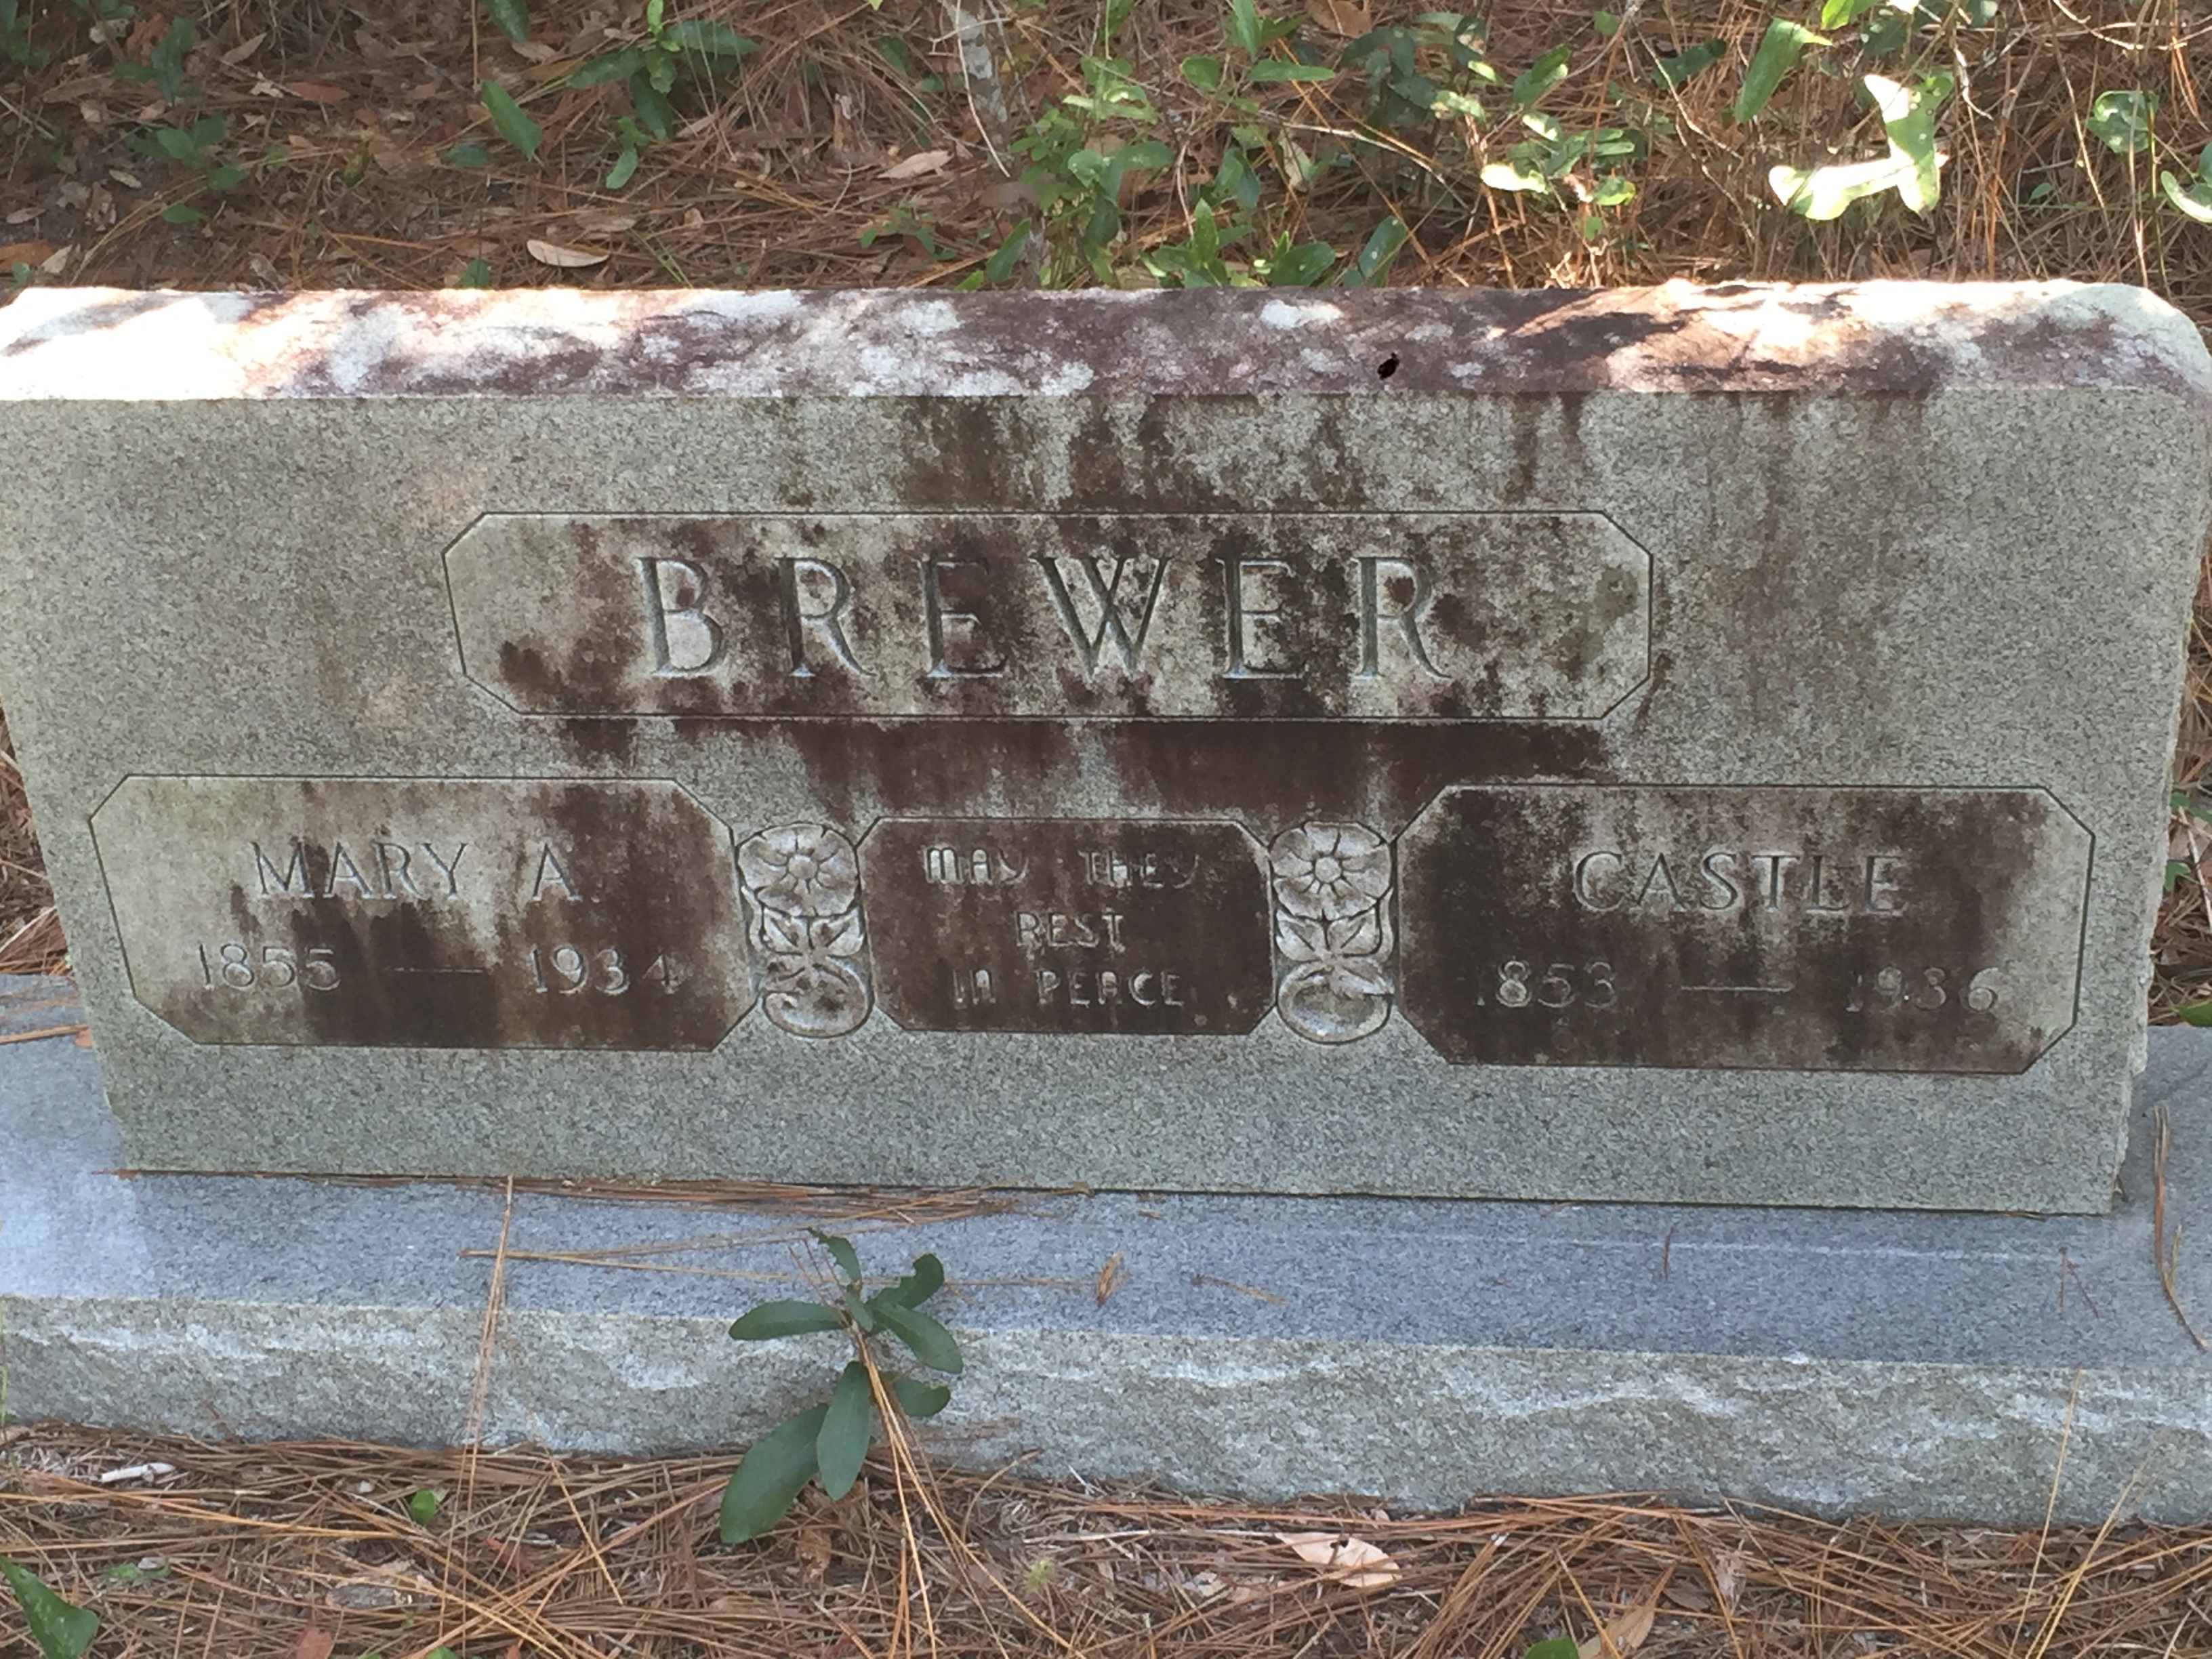 BREWER
MARY A.
1855 — 1934
MAY THEY
REST
IN PEACE
CASTLE
1853 — 1936